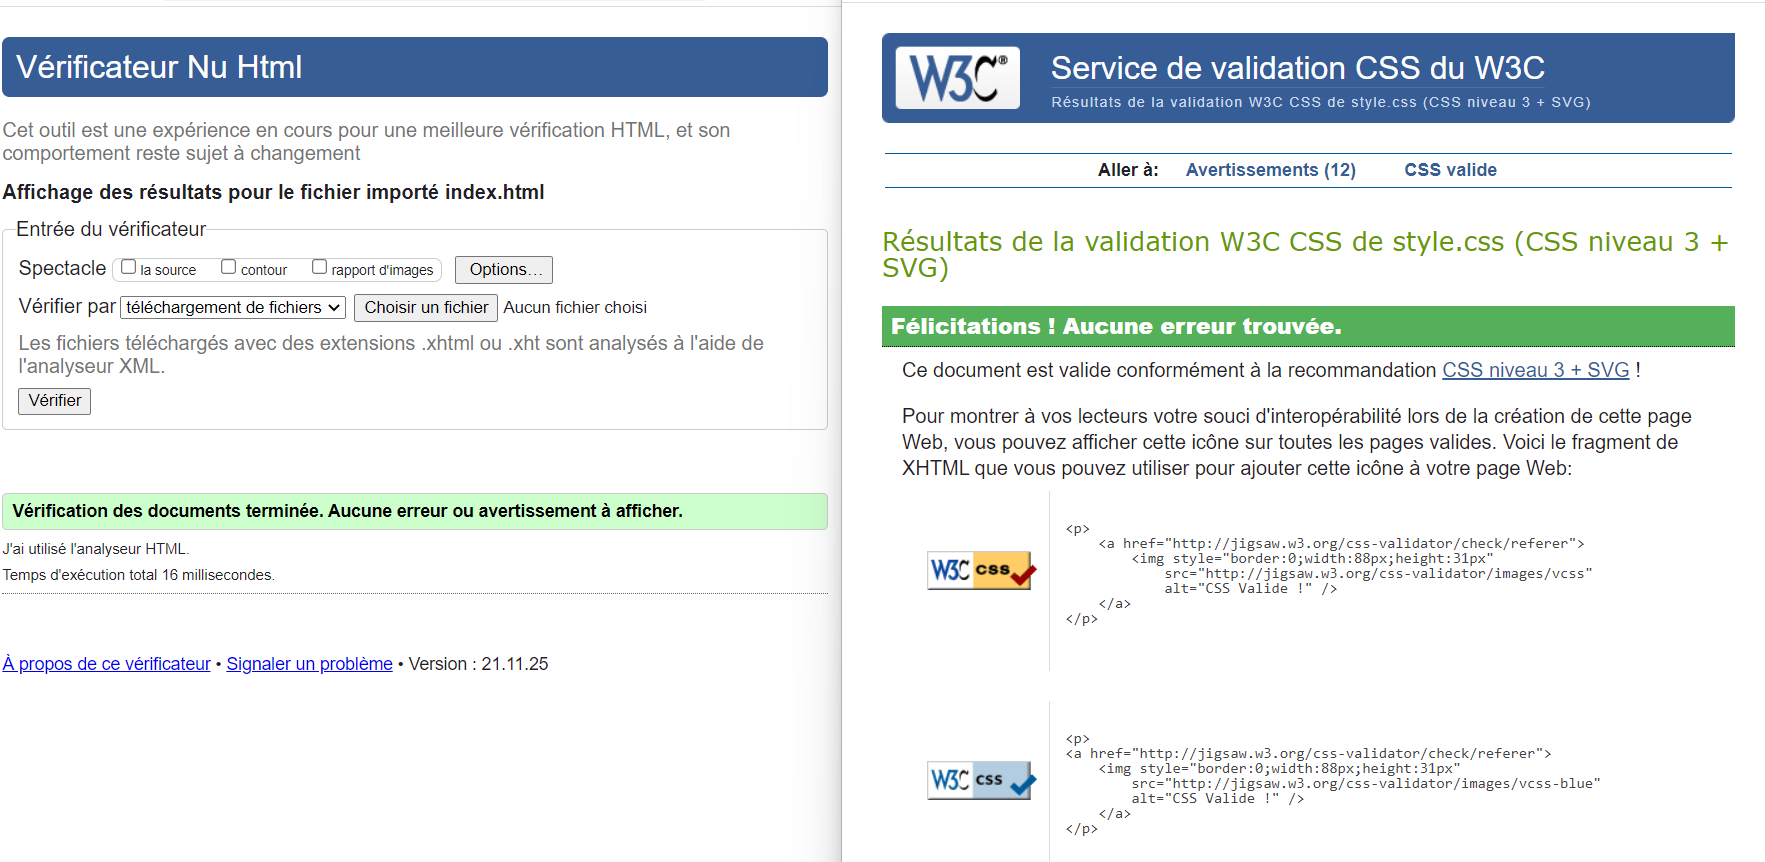 Vérificateur Nu Html
Cet outil est une expérience en cours pour une meilleure vérification HTML, et son
comportement reste sujet à changement
Affichage des résultats pour le fichier importé index.html
Entrée du vérificateur
Spectacle la source contour rapport d'images Options...
Vérifier par téléchargement de fichiers Choisir un fichier Aucun fichier choisi
Les fichiers téléchargés avec des extensions .xhtml ou .xht sont analysés à l'aide de
l'analyseur XML.
Vérifier
Vérification des documents terminée. Aucune erreur ou avertissement à afficher.
J'ai utilisé l'analyseur HTML.
Temps d'exécution total 16 millisecondes.
À propos de ce vérificateur • Signaler un problème • Version : 21.11.25
W3C®
Service de validation CSS du W3C
Résultats de la validation W3C CSS de style.css (CSS niveau 3 + SVG)
Aller à: Avertissements (12) CSS valide
Résultats de la validation W3C CSS de style.css (CSS niveau 3 +
SVG)
Félicitations ! Aucune erreur trouvée.
Ce document est valide conformément à la recommandation CSS niveau 3 + SVG !
Pour montrer à vos lecteurs votre souci d'interopérabilité lors de la création de cette page
Web, vous pouvez afficher cette icône sur toutes les pages valides. Voici le fragment de
XHTML que vous pouvez utiliser pour ajouter cette icône à votre page Web:
W3C css
<p>
<a href="http://jigsaw.w3.org/css-validator/check/referer">
<img style="border:0;width:88px;height:31px"
src="http://jigsaw.w3.org/css-validator/images/vcss"
alt="CSS Valide !" />
</a>
</p>
W3C css
<p>
<a href="http://jigsaw.w3.org/css-validator/check/referer">
<img style="border:0;width:88px;height:31px"
src="http://jigsaw.w3.org/css-validator/images/vcss-blue"
alt="CSS Valide !" />
</a>
</p>